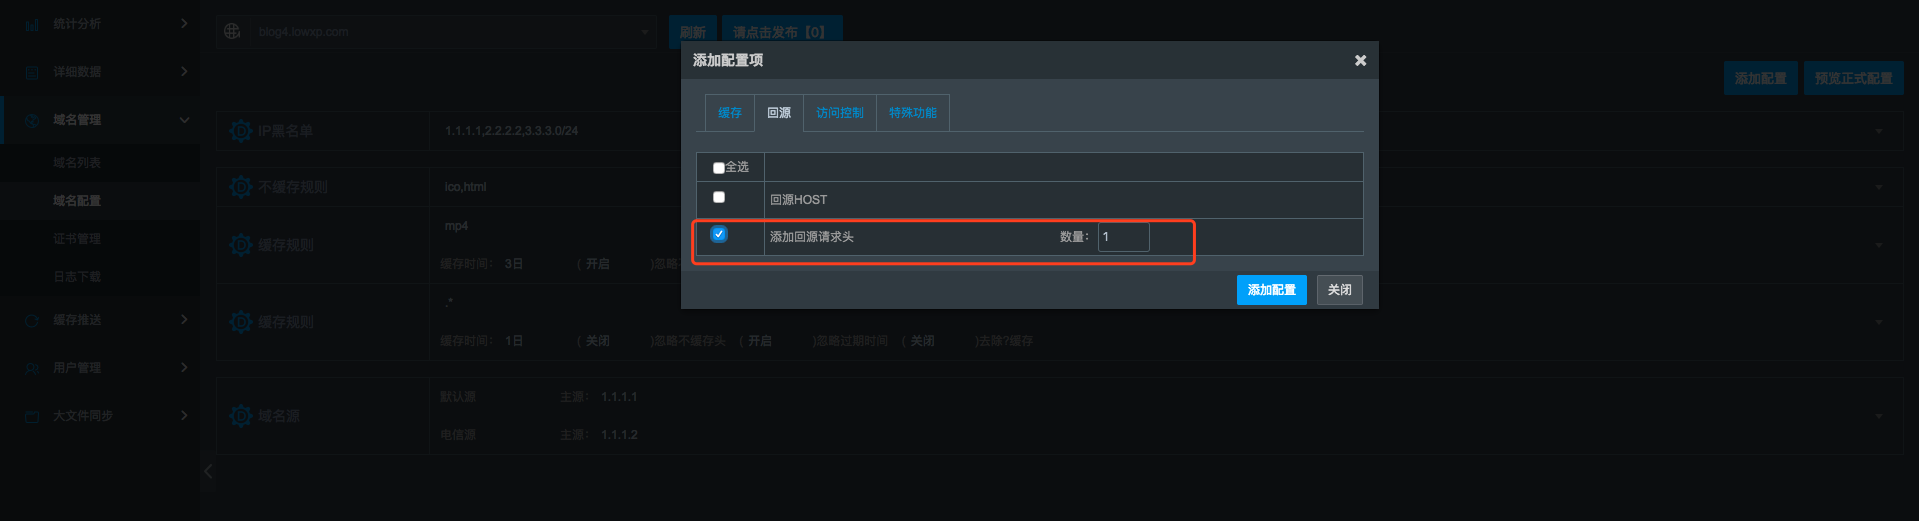 统计分析
详细数据
域名管理
域名列表
域名配置
证书管理
日志下载
缓存推送
用户管理
大文件同步
blog4.lowxp.com
刷新
请点击发布【0】
添加配置
预览正式配置
IP黑名单
1.1.1.1,2.2.2.2,3.3.3.0/24
不缓存规则
ico,html
缓存规则
mp4
缓存时间： 3日 ( 开启 )忽略不
缓存规则
.*
缓存时间： 1日 ( 关闭 )忽略不缓存头 ( 开启 )忽略过期时间 ( 关闭 )去除?缓存
域名源
默认源 主源： 1.1.1.1
电信源 主源： 1.1.1.2
添加配置项
缓存 回源 访问控制 特殊功能
全选
回源HOST
添加回源请求头 数量： 1
添加配置 关闭